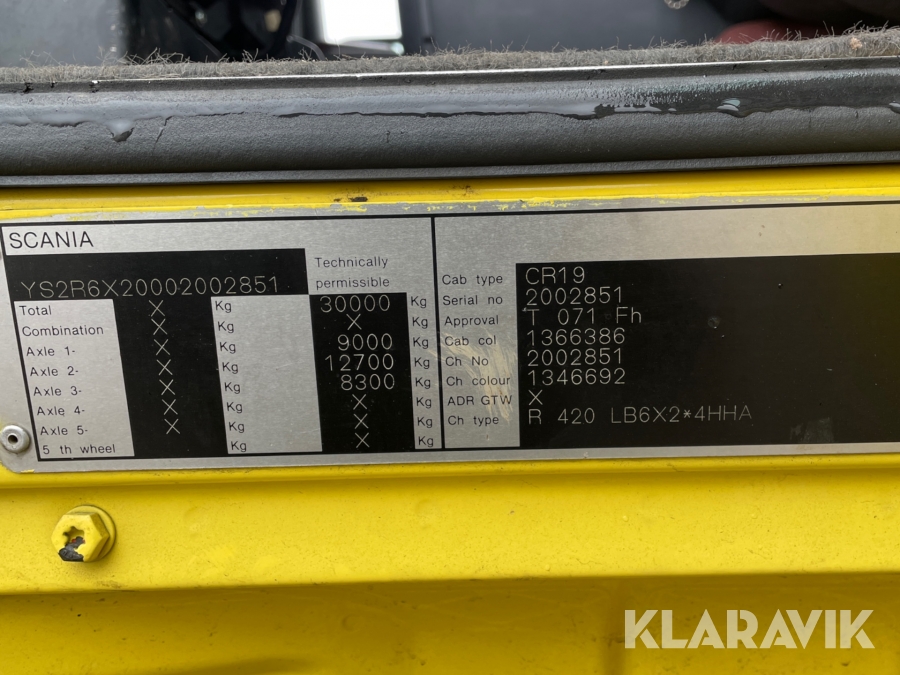 SCANIA
Technically
permissible
YS2R6X20002002851
Total X Kg 30000 Kg
Combination X Kg X Kg
Axle 1- X Kg 9000 Kg
Axle 2- X Kg 12700 Kg
Axle 3- X Kg 8300 Kg
Axle 4- X Kg X Kg
Axle 5- X Kg X Kg
5 th wheel Kg X Kg
Cab type CR19
Serial no 2002851
Approval T 071 Fh
Cab col 1366386
Ch No 2002851
Ch colour 1346692
ADR GTW X
Ch type R 420 LB6X2*4HHA
KLARAVIK